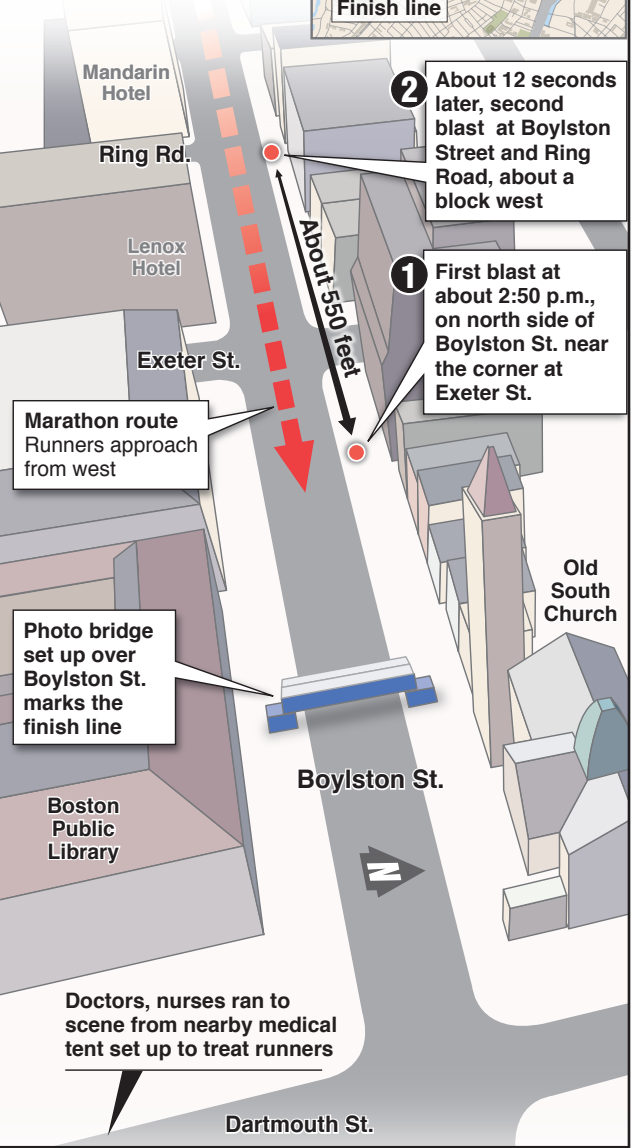 Finish line
Mandarin
Hotel
2
About 12 seconds
later, second
blast at Boylston
Street and Ring
Road, about a
block west
Ring Rd.
Lenox
Hotel
About 550 feet
1
First blast at
about 2:50 p.m.,
on north side of
Boylston St. near
the corner at
Exeter St.
Exeter St.
Marathon route
Runners approach
from west
Old
South
Church
Photo bridge
set up over
Boylston St.
marks the
finish line
Boylston St.
Boston
Public
Library
N
Doctors, nurses ran to
scene from nearby medical
tent set up to treat runners
Dartmouth St.